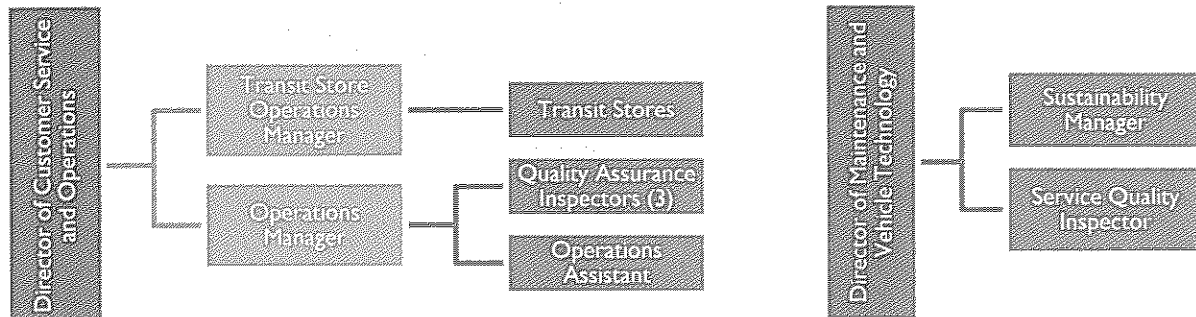 Director of Customer Service
and Operations
Transit Store
Operations
Manager
Transit Stores
Operations
Manager
Quality Assurance
Inspectors (3)
Operations
Assistant
Director of Maintenance and
Vehicle Technology
Sustainability
Manager
Service Quality
Inspector